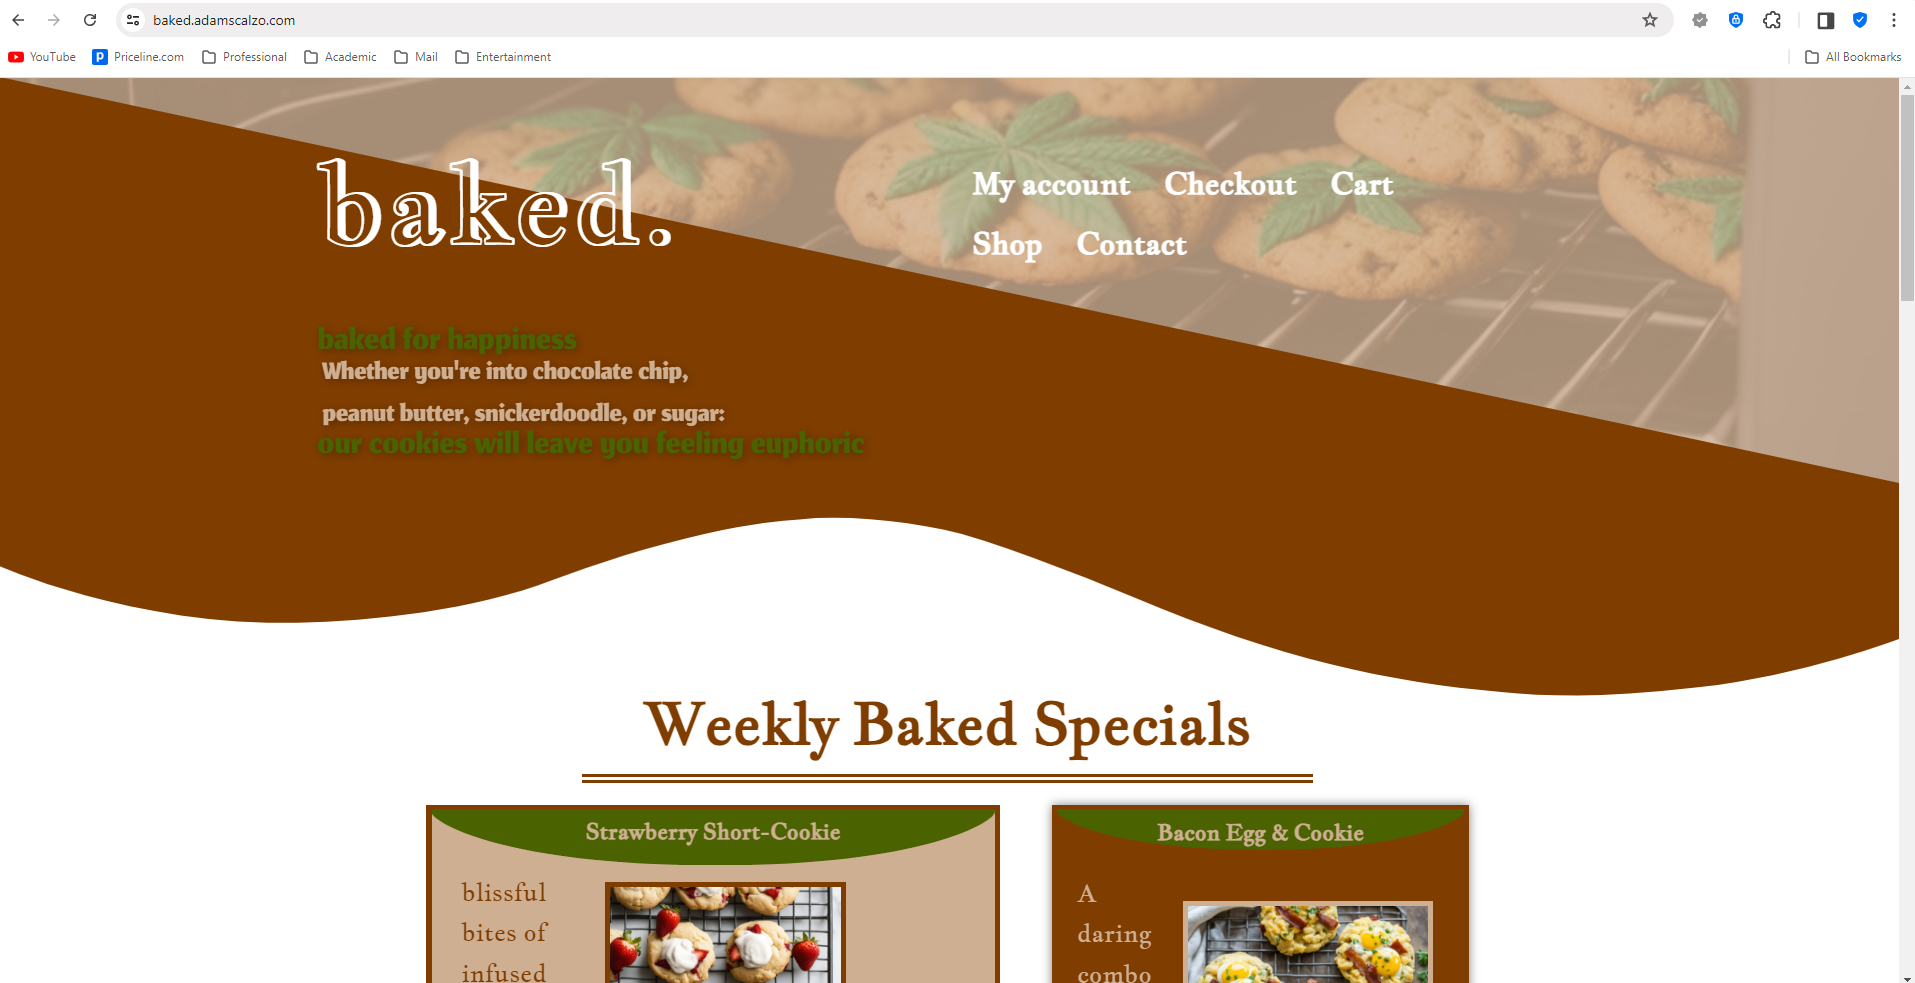 baked.adamscalzo.com
YouTube Priceline.com Professional Academic Mail Entertainment All Bookmarks
baked.
My account Checkout Cart
Shop Contact
baked for happiness
Whether you're into chocolate chip,
peanut butter, snickerdoodle, or sugar:
our cookies will leave you feeling euphoric
Weekly Baked Specials
Strawberry Short-Cookie
blissful
bites of
infused
Bacon Egg & Cookie
A
daring
combo